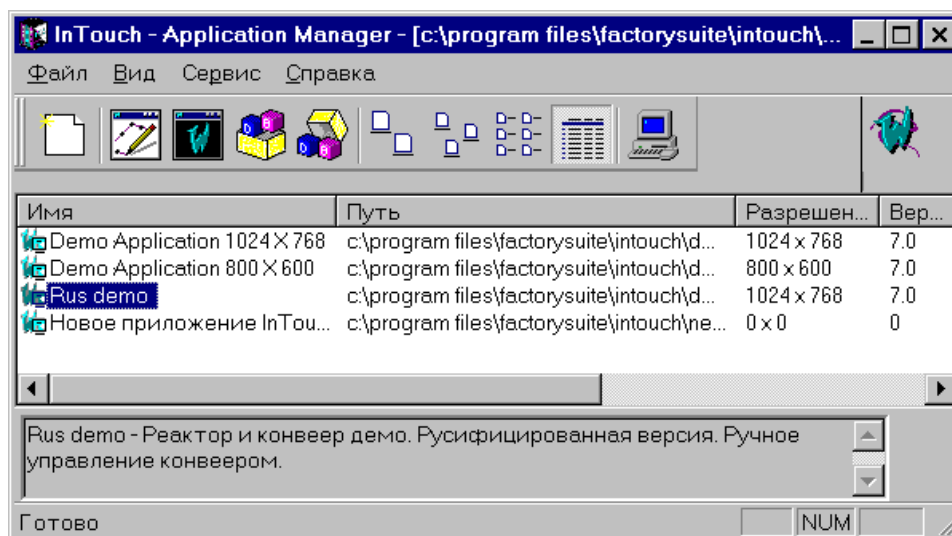 InTouch - Application Manager - [c:\program files\factorysuite\intouch\...
Файл Вид Сервис Справка
Имя Путь Разрешен... Вер...
Demo Application 1024 X 768 c:\program files\factorysuite\intouch\d... 1024 x 768 7.0
Demo Application 800 X 600 c:\program files\factorysuite\intouch\d... 800 x 600 7.0
Rus demo c:\program files\factorysuite\intouch\d... 1024 x 768 7.0
Новое приложение InTou... c:\program files\factorysuite\intouch\ne... 0 x 0 0
Rus demo - Реактор и конвеер демо. Русифицированная версия. Ручное
управление конвеером.
Готово NUM